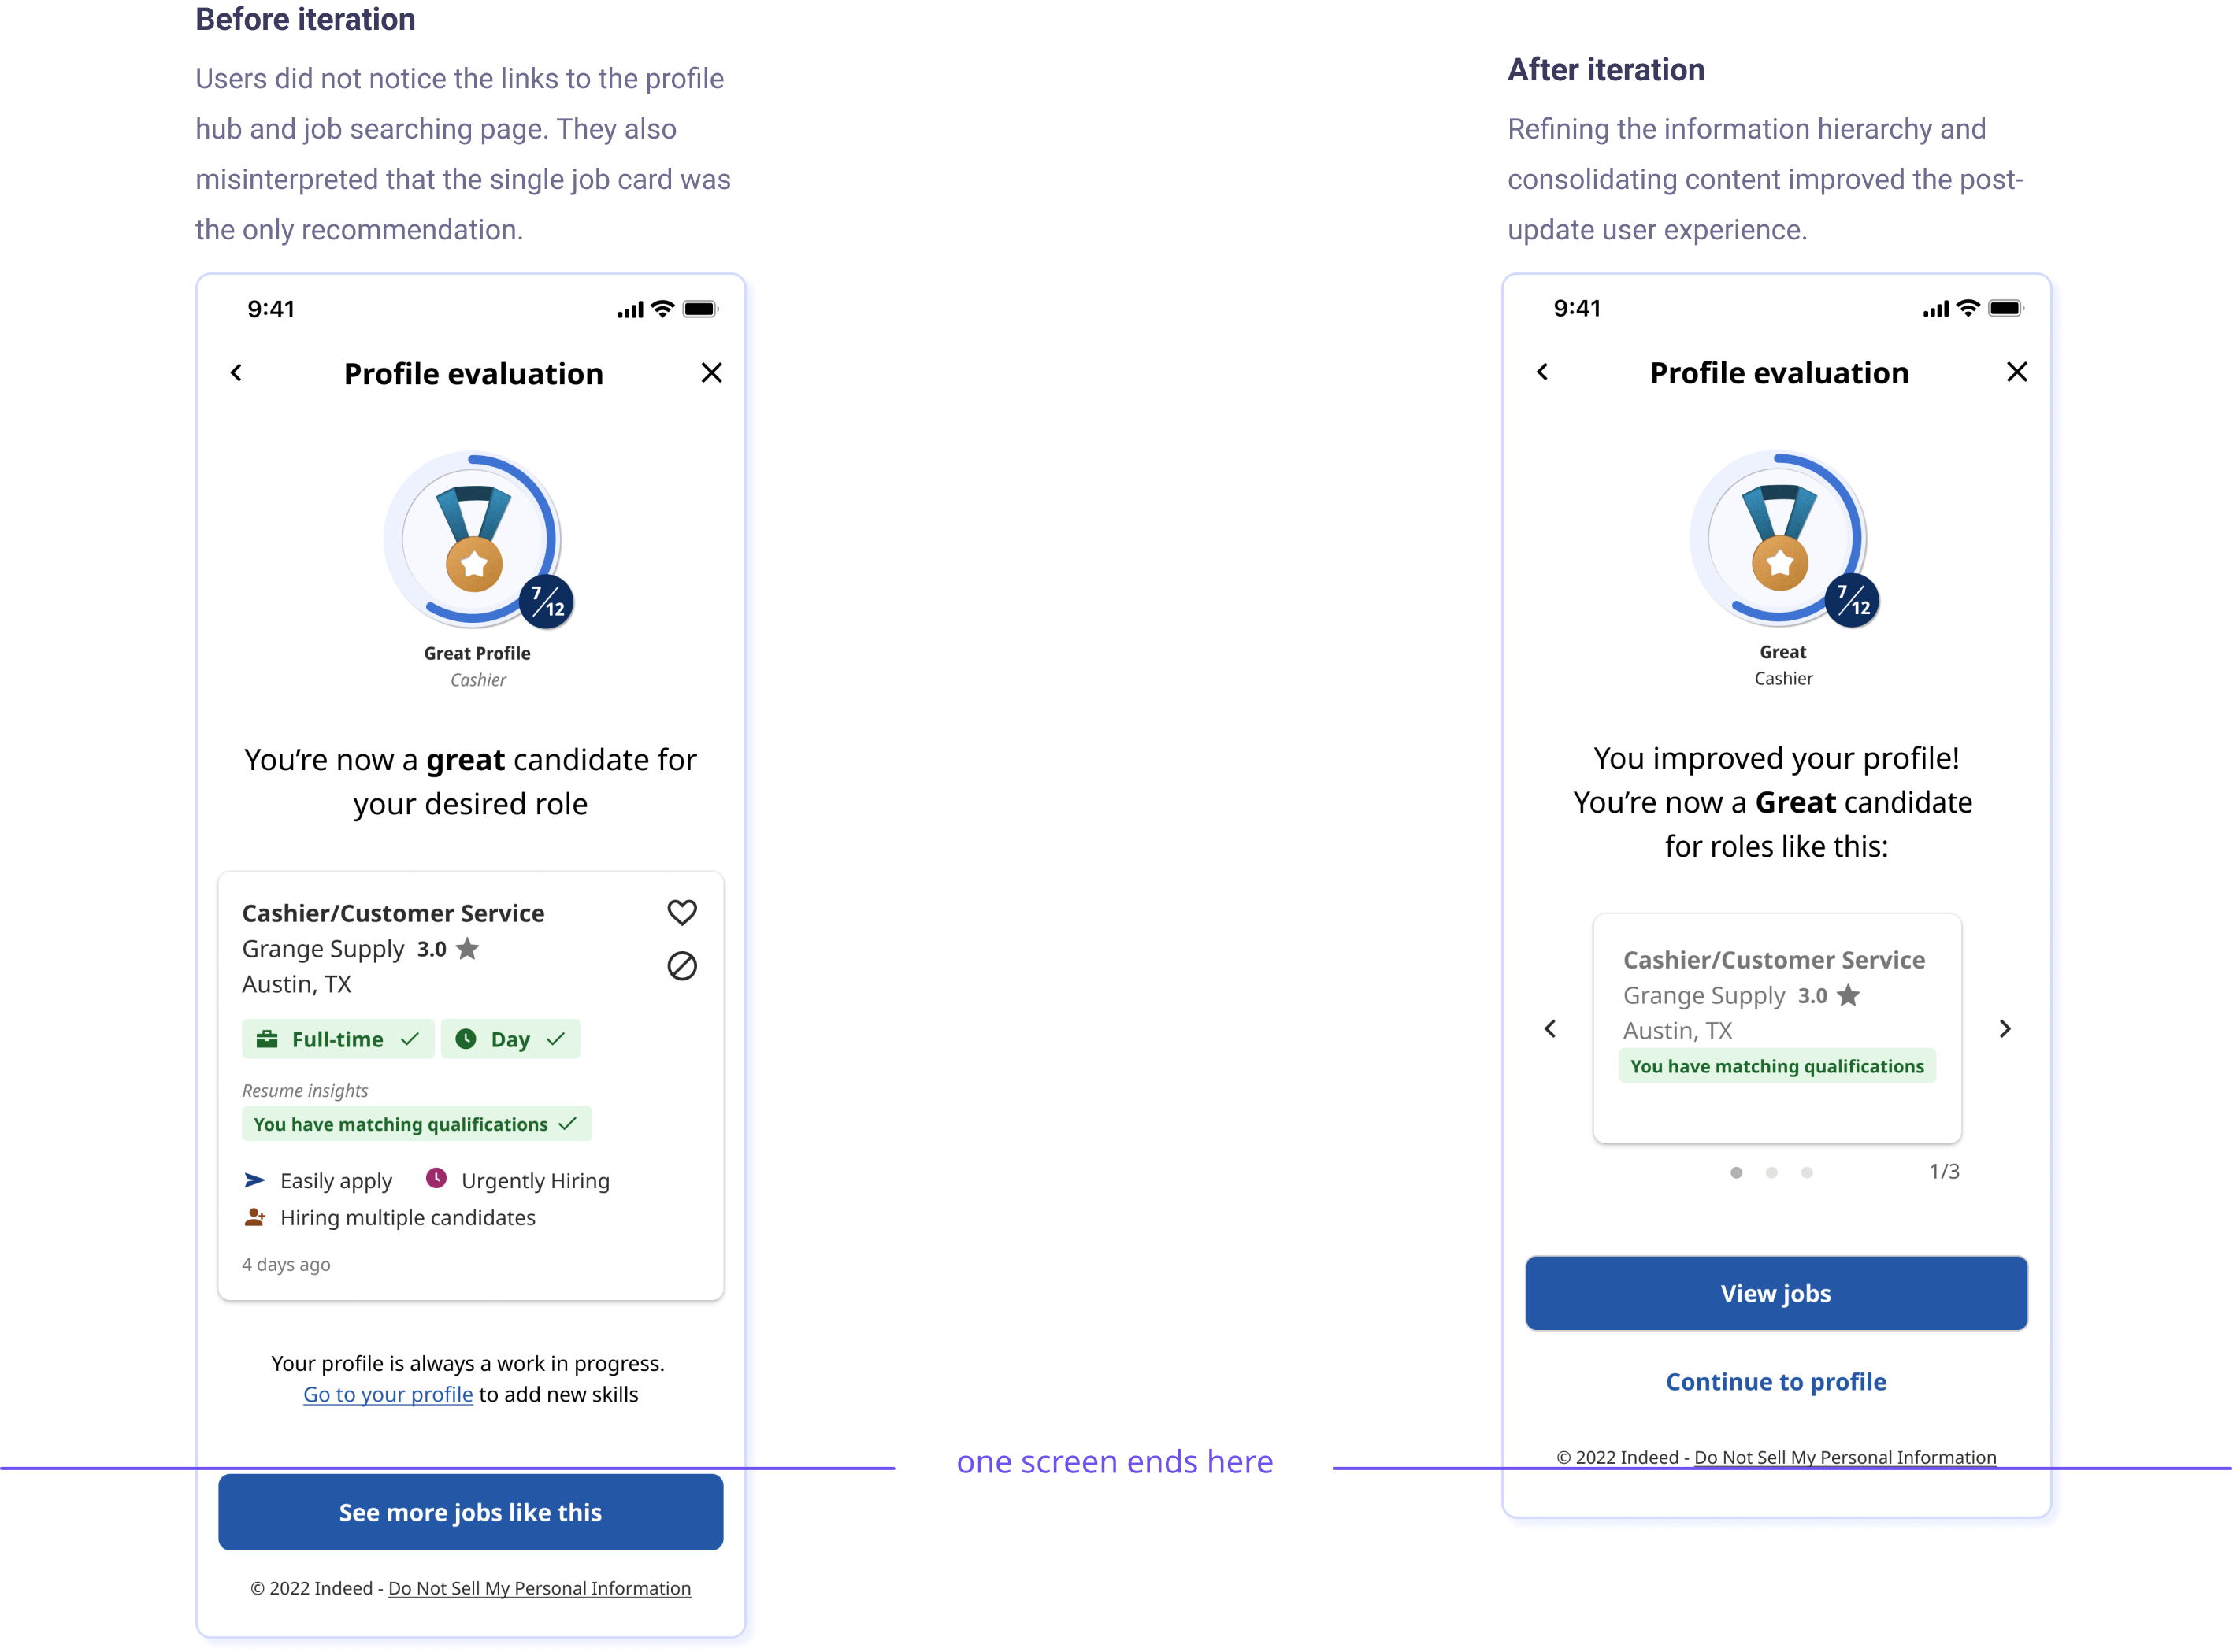 Before iteration
Users did not notice the links to the profile
hub and job searching page. They also
misinterpreted that the single job card was
the only recommendation.
9:41
Profile evaluation
7/12
Great Profile
Cashier
You're now a great candidate for
your desired role
Cashier/Customer Service
Grange Supply 3.0
Austin, TX
Full-time
Day
Resume insights
You have matching qualifications
Easily apply
Urgently Hiring
Hiring multiple candidates
4 days ago
Your profile is always a work in progress.
Go to your profile to add new skills
See more jobs like this
© 2022 Indeed - Do Not Sell My Personal Information
one screen ends here
After iteration
Refining the information hierarchy and
consolidating content improved the post-
update user experience.
9:41
Profile evaluation
7/12
Great
Cashier
You improved your profile!
You're now a Great candidate
for roles like this:
Cashier/Customer Service
Grange Supply 3.0
Austin, TX
You have matching qualifications
1/3
View jobs
Continue to profile
© 2022 Indeed - Do Not Sell My Personal Information